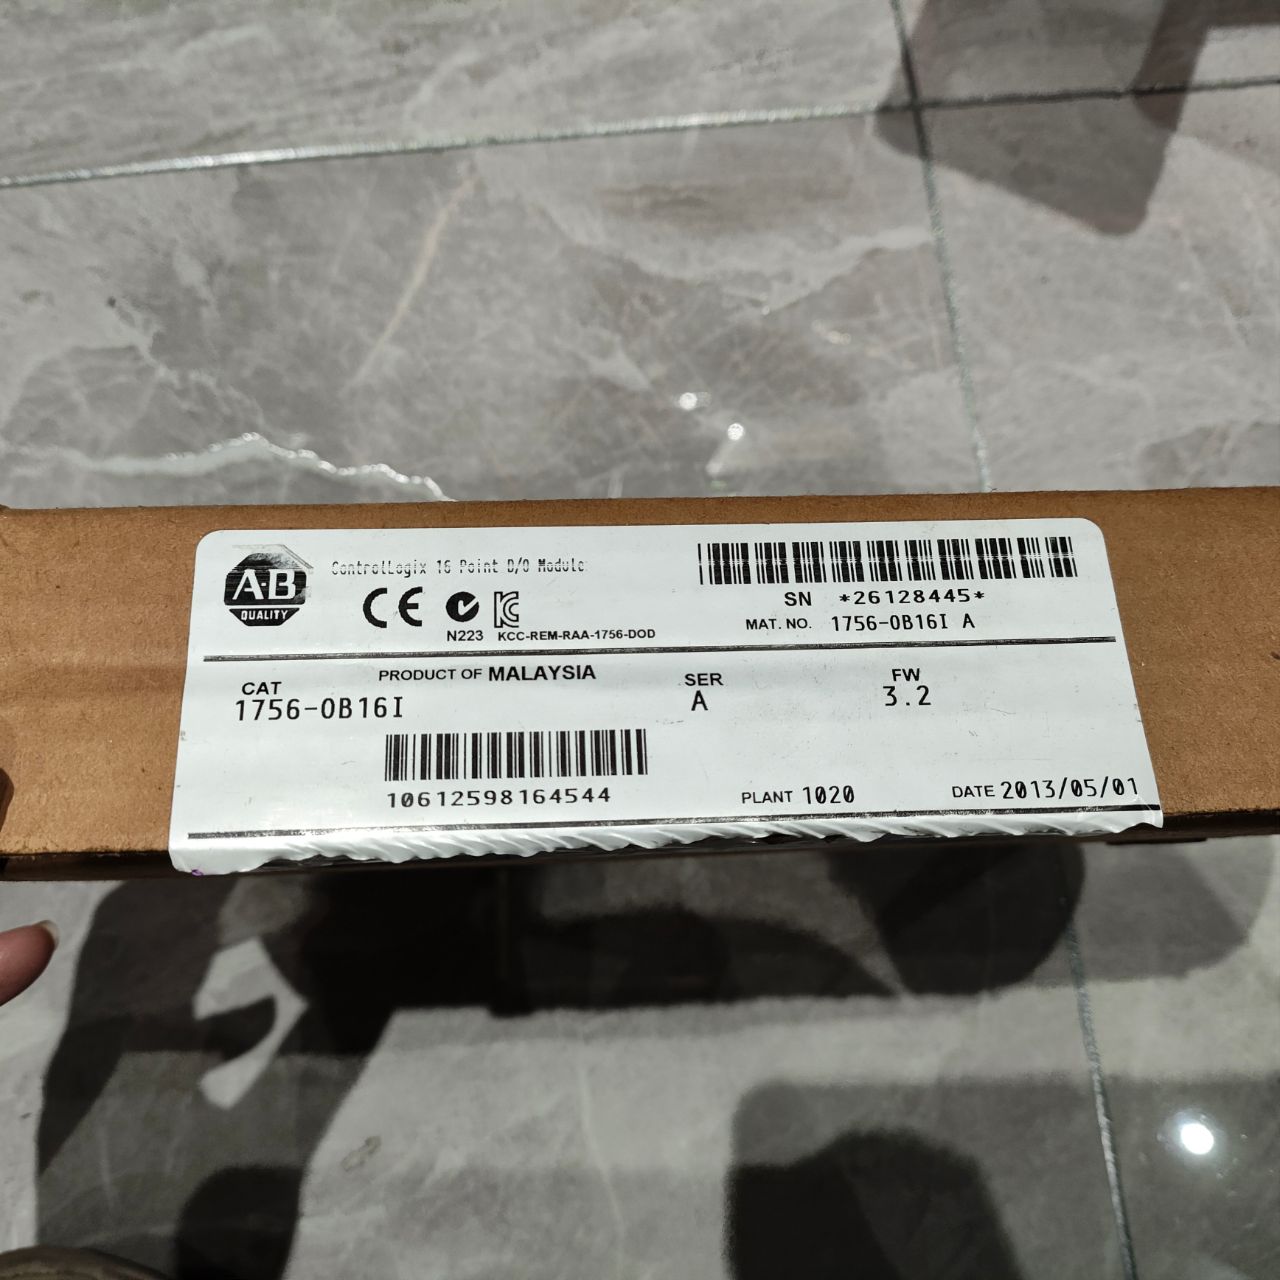 A·B
QUALITY
ControlLogix 16 Point D/O Module
CE
N223 KCC-REM-RAA-1756-DOD
SN *26128445*
MAT. NO. 1756-OB16I A
PRODUCT OF MALAYSIA
CAT
1756-OB16I
SER
A
FW
3.2
10612598164544
PLANT 1020
DATE 2013/05/01